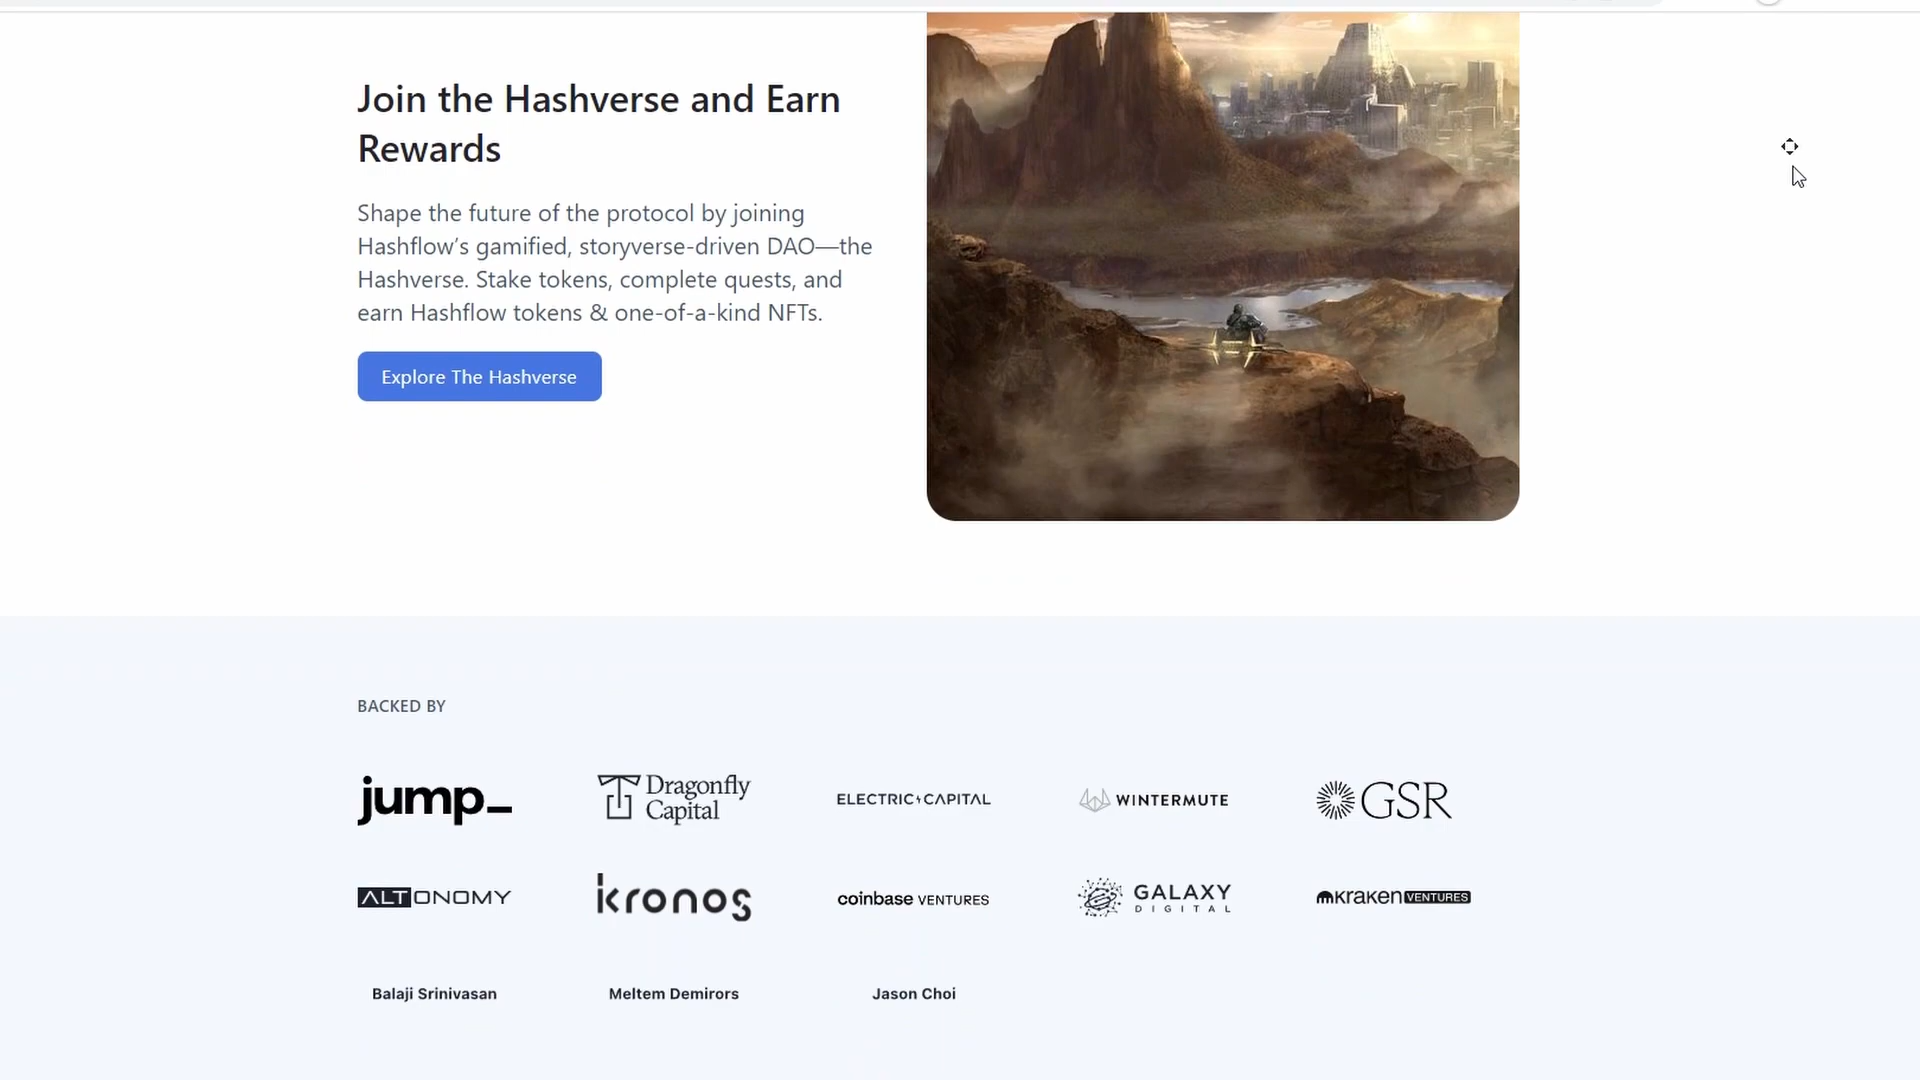 Join the Hashverse and Earn
Rewards
Shape the future of the protocol by joining
Hashflow’s gamified, storyverse-driven DAO—the
Hashverse. Stake tokens, complete quests, and
earn Hashflow tokens & one-of-a-kind NFTs.
Explore The Hashverse
BACKED BY
jump_
Dragonfly
Capital
ELECTRIC CAPITAL
WINTERMUTE
GSR
ALTONOMY
kronos
coinbase VENTURES
GALAXY
DIGITAL
kraken VENTURES
Balaji Srinivasan
Meltem Demirors
Jason Choi